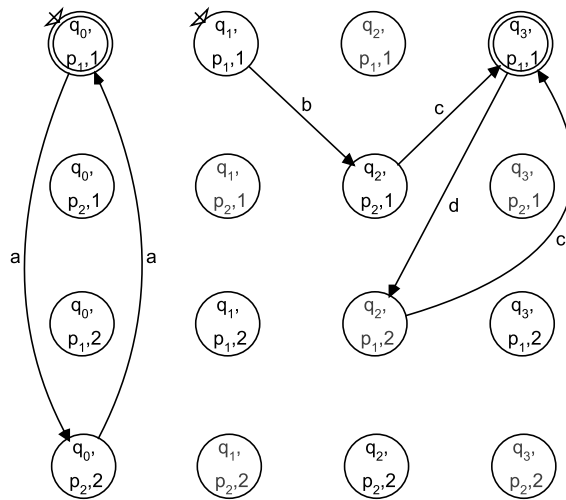 q0, q1, q2, q3,
p1,1 p1,1 p1,1 p1,1
b c
q0, q1, q2, q3,
p2,1 p2,1 p2,1 p2,1
d
c
a a
q0, q1, q2, q3,
p1,2 p1,2 p1,2 p1,2
q0, q1, q2, q3,
p2,2 p2,2 p2,2 p2,2